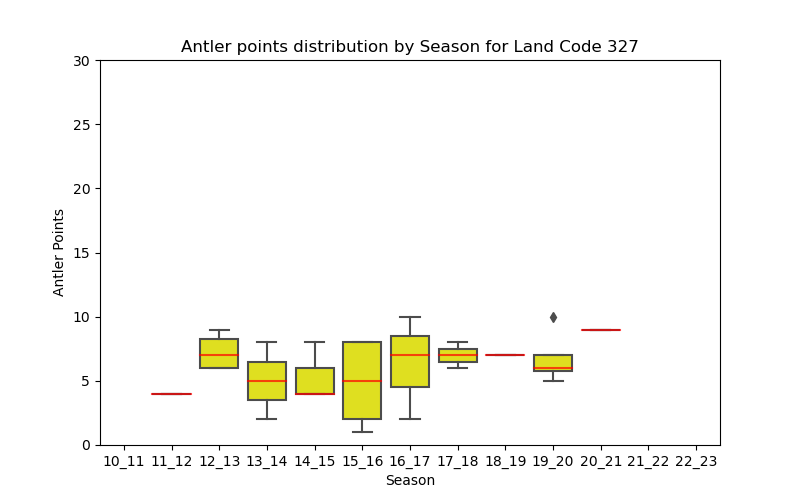 Antler points distribution by Season for Land Code 327
30
25
20
15
10
5
0
Antler Points
10_11 11_12 12_13 13_14 14_15 15_16 16_17 17_18 18_19 19_20 20_21 21_22 22_23
Season